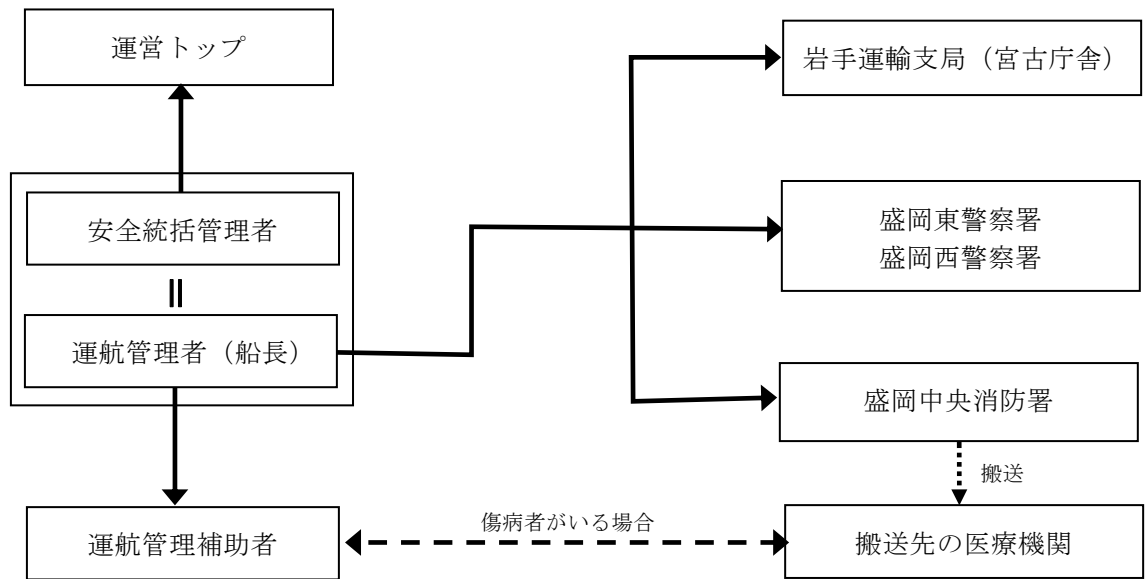 運営トップ
岩手運輸支局（宮古庁舎）
安全統括管理者
＝
運航管理者（船長）
盛岡東警察署
盛岡西警察署
盛岡中央消防署
搬送
運航管理補助者
傷病者がいる場合
搬送先の医療機関